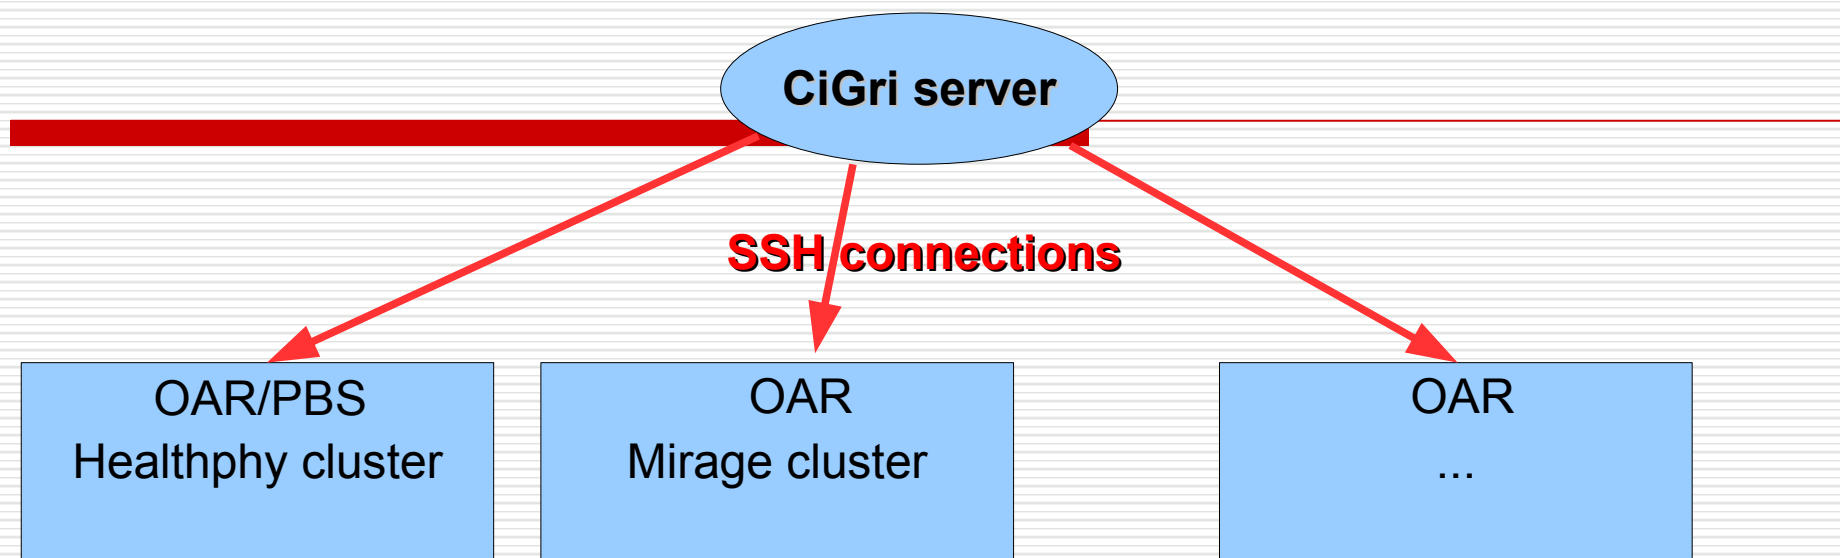 CiGri server
SSH connections
OAR/PBS
Healthphy cluster
OAR
Mirage cluster
OAR
...